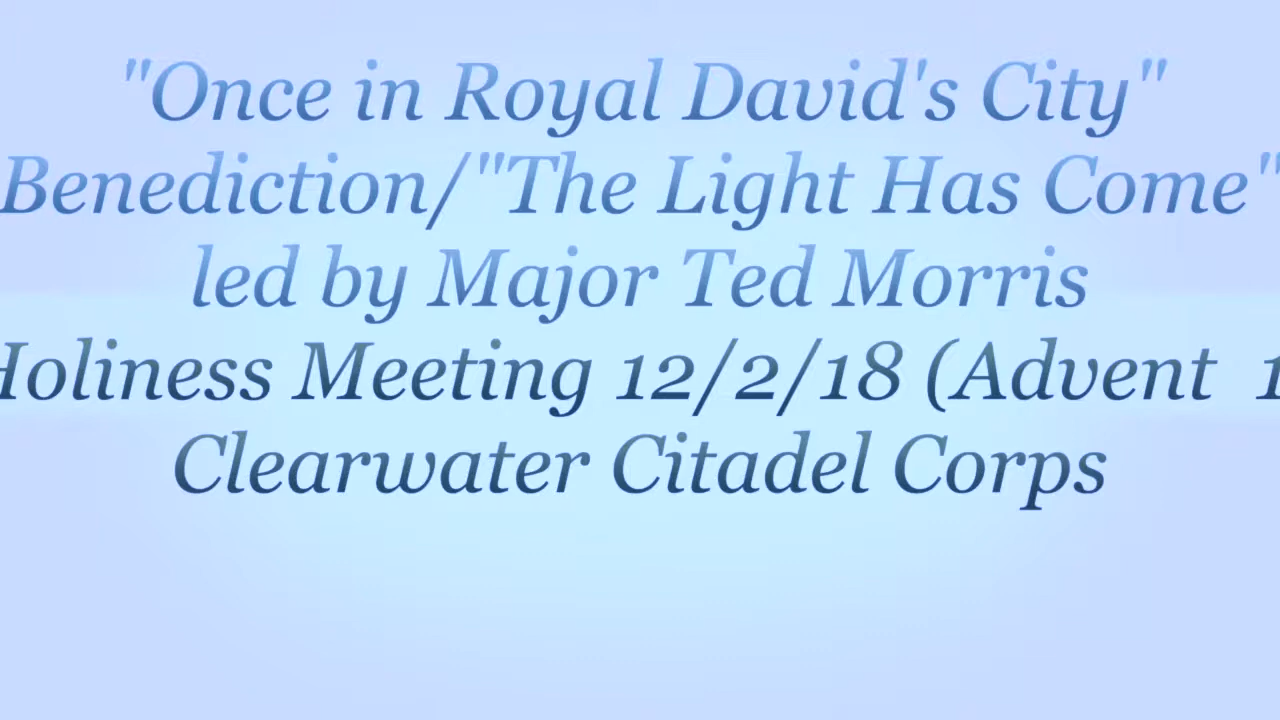 "Once in Royal David's City"
Benediction/"The Light Has Come"
led by Major Ted Morris
Holiness Meeting 12/2/18 (Advent 1
Clearwater Citadel Corps